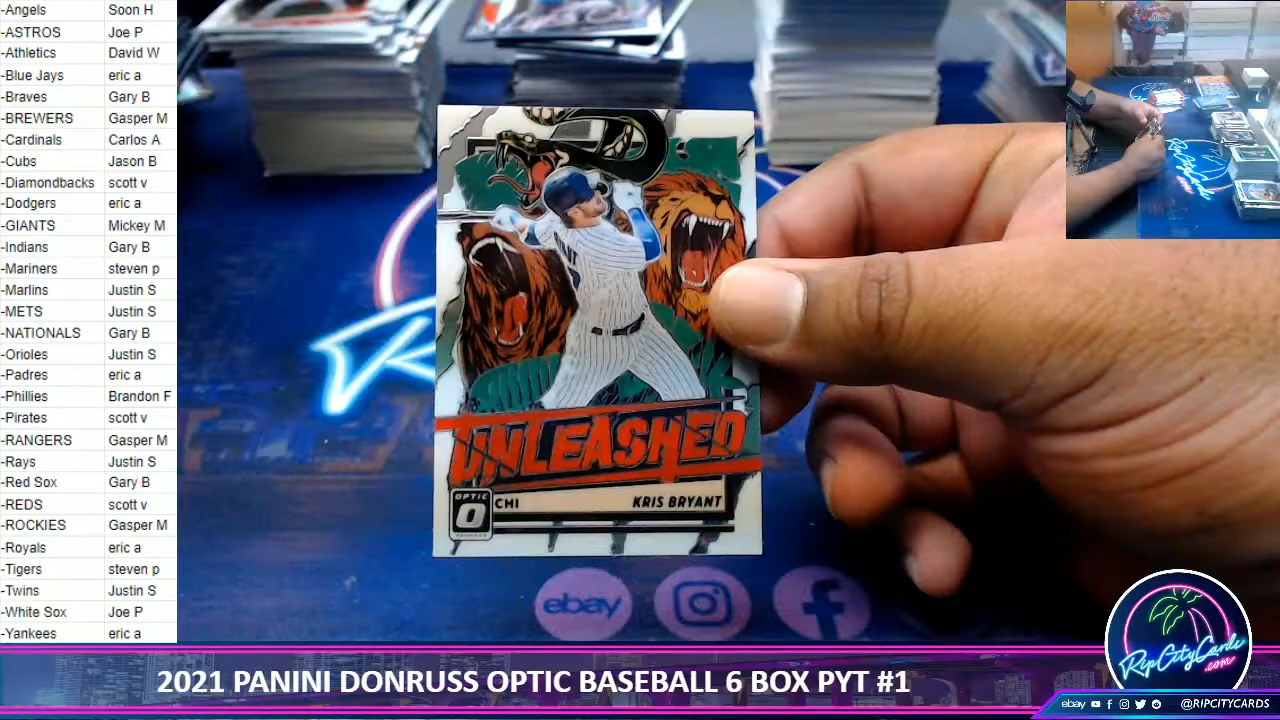 -Angels Soon H
-ASTROS Joe P
-Athletics David W
-Blue Jays eric a
-Braves Gary B
-BREWERS Gasper M
-Cardinals Carlos A
-Cubs Jason B
-Diamondbacks scott v
-Dodgers eric a
-GIANTS Mickey M
-Indians Gary B
-Mariners steven p
-Marlins Justin S
-METS Justin S
-NATIONALS Gary B
-Orioles Justin S
-Padres eric a
-Phillies Brandon F
-Pirates scott v
-RANGERS Gasper M
-Rays Justin S
-Red Sox Gary B
-REDS scott v
-ROCKIES Gasper M
-Royals eric a
-Tigers steven p
-Twins Justin S
-White Sox Joe P
-Yankees eric a
UNLEASHED
OPTIC
CHI KRIS BRYANT
ebay
RipCityCards
.com
2021 PANINI DONRUSS OPTIC BASEBALL 6 BOX PYT #1
ebay @RIPCITYCARDS